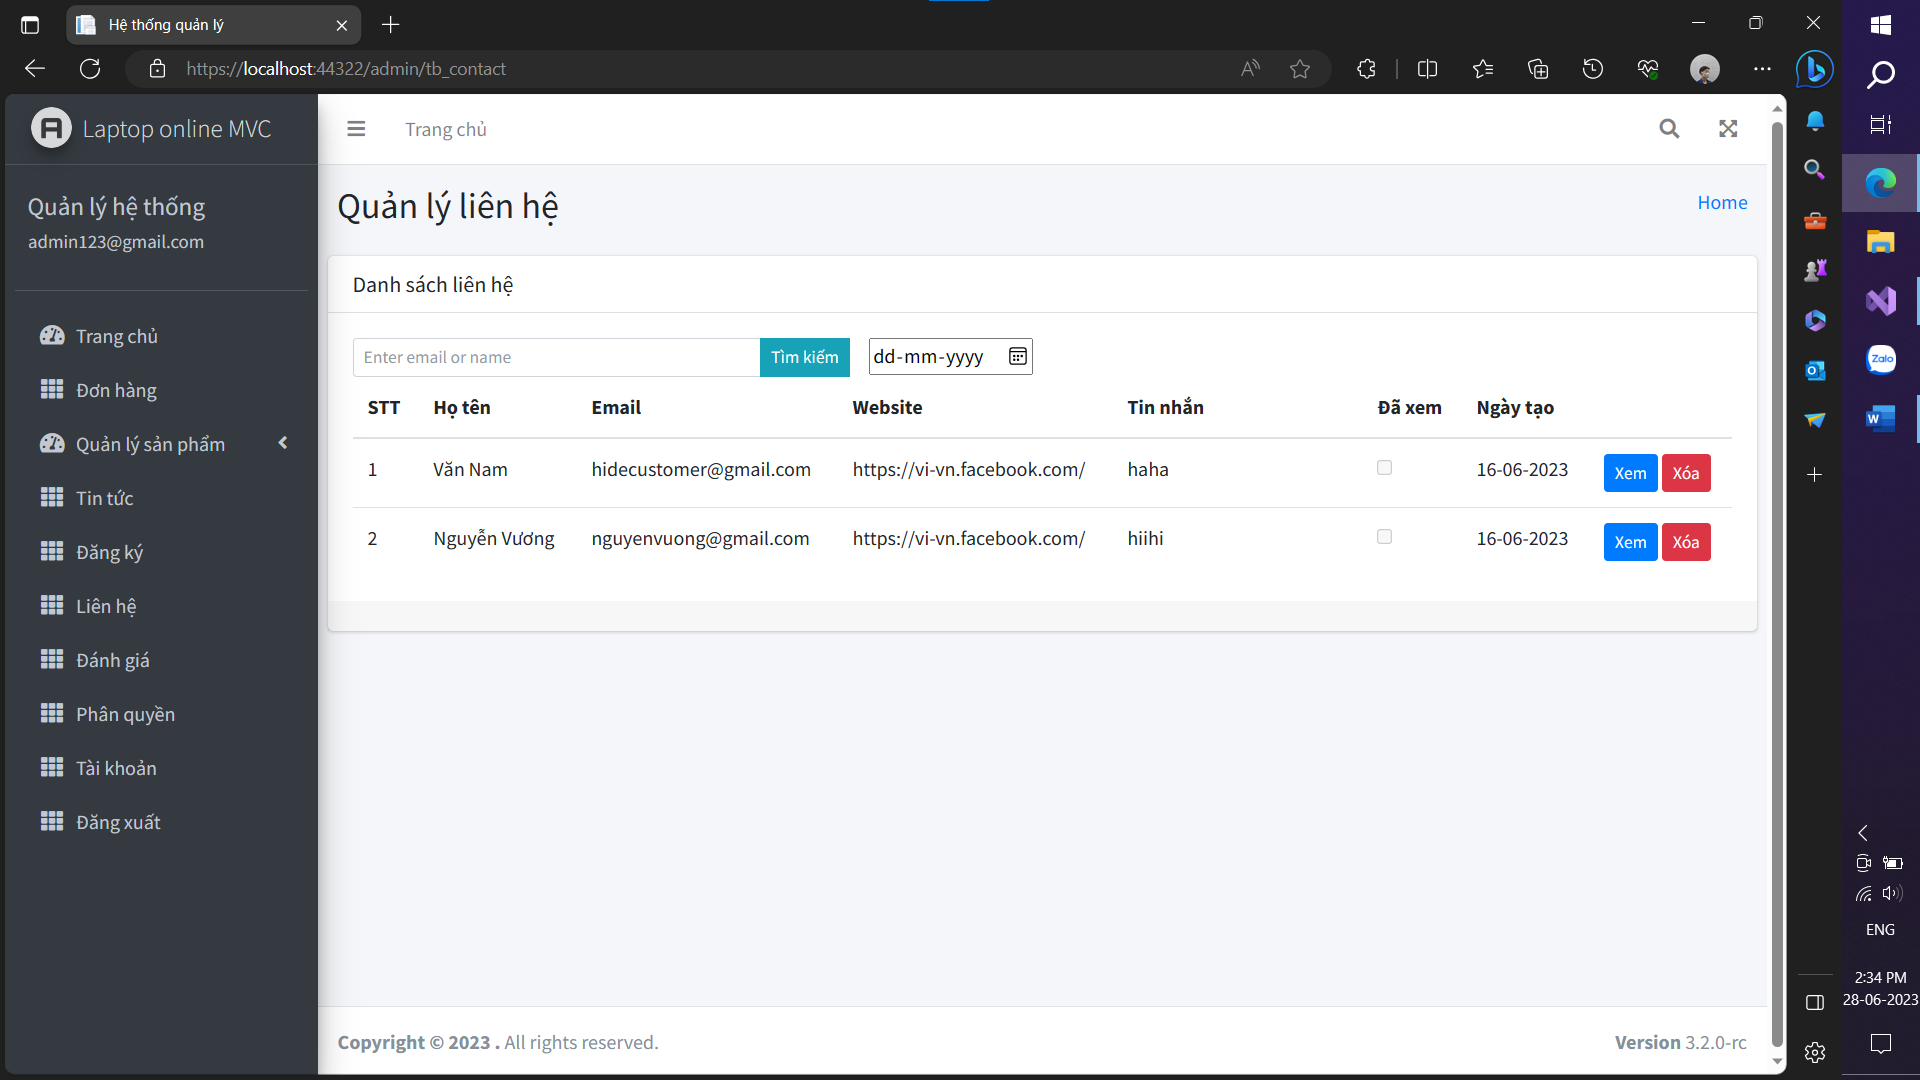 Hệ thống quản lý
https://localhost:44322/admin/tb_contact
Laptop online MVC
Trang chủ
Quản lý hệ thống
admin123@gmail.com
Trang chủ
Đơn hàng
Quản lý sản phẩm
Tin tức
Đăng ký
Liên hệ
Đánh giá
Phân quyền
Tài khoản
Đăng xuất
Quản lý liên hệ
Home
Danh sách liên hệ
Enter email or name Tìm kiếm dd-mm-yyyy
STT Họ tên Email Website Tin nhắn Đã xem Ngày tạo
1 Văn Nam hidecustomer@gmail.com https://vi-vn.facebook.com/ haha 16-06-2023 Xem Xóa
2 Nguyễn Vương nguyenvuong@gmail.com https://vi-vn.facebook.com/ hiihi 16-06-2023 Xem Xóa
Copyright © 2023 . All rights reserved.
Version 3.2.0-rc
Zalo
ENG
2:34 PM
28-06-2023